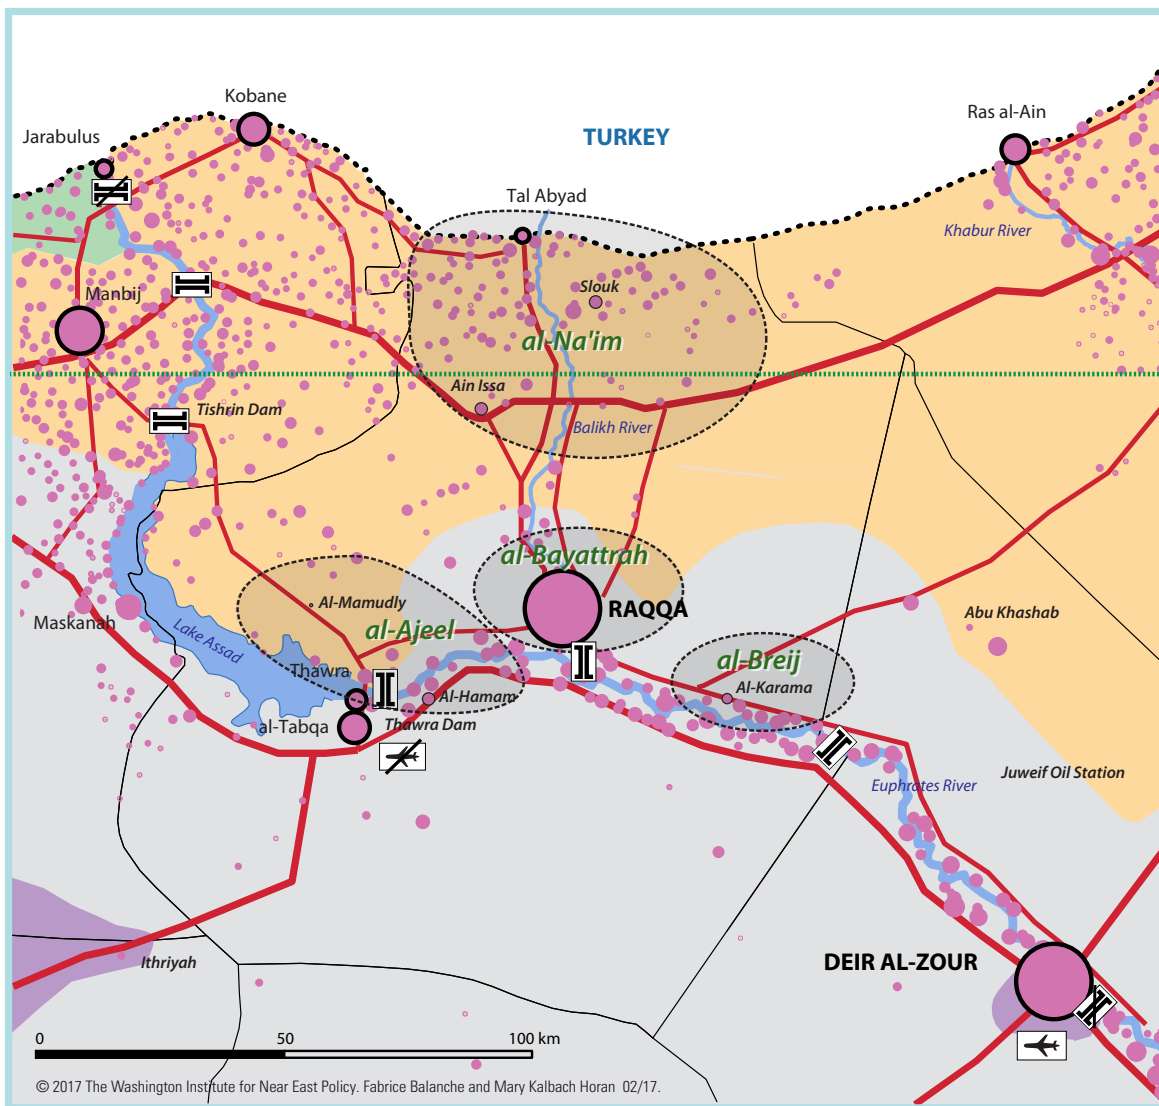 Kobane
Jarabulus
TURKEY
Ras al-Ain
Tal Abyad
Khabur River
Slouk
Manbij
al-Na'im
Ain Issa
Tishrin Dam
Balikh River
al-Bayattrah
Al-Mamudly
RAQQA
Abu Khashab
Maskanah
al-Ajeel
Lake Assad
al-Breij
Thawra
Al-Karama
Al-Hamam
al-Tabqa
Thawra Dam
Juweif Oil Station
Euphrates River
Ithriyah
DEIR AL-ZOUR
0 50 100 km
© 2017 The Washington Institute for Near East Policy. Fabrice Balanche and Mary Kalbach Horan 02/17.